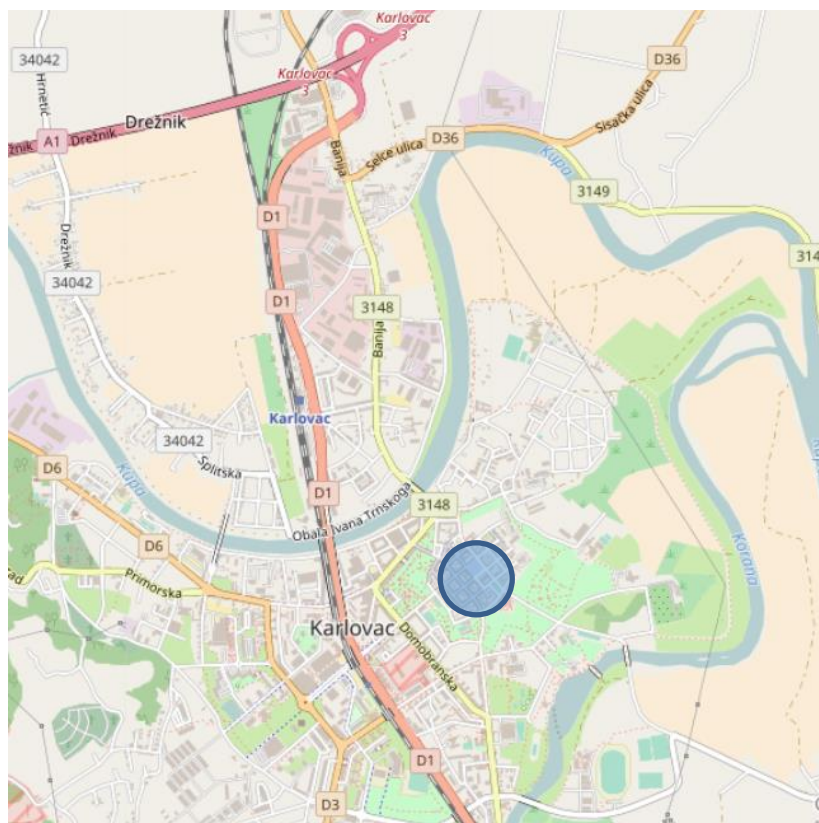 Karlovac
3
34042
Hrnetić
D36
Karlovac
3
Drežnik
Sisačka ulica
A1
Drežnik
D36
Selce ulica
Banija
Kupa
3149
D1
Drežnik
34042
D1
3148
Banija
Karlovac
34042
Splitska
D6
Kupa
D1
3148
Obala Ivana Trnskoga
D6
Primorska
Korana
Karlovac
Domobranska
D1
D3